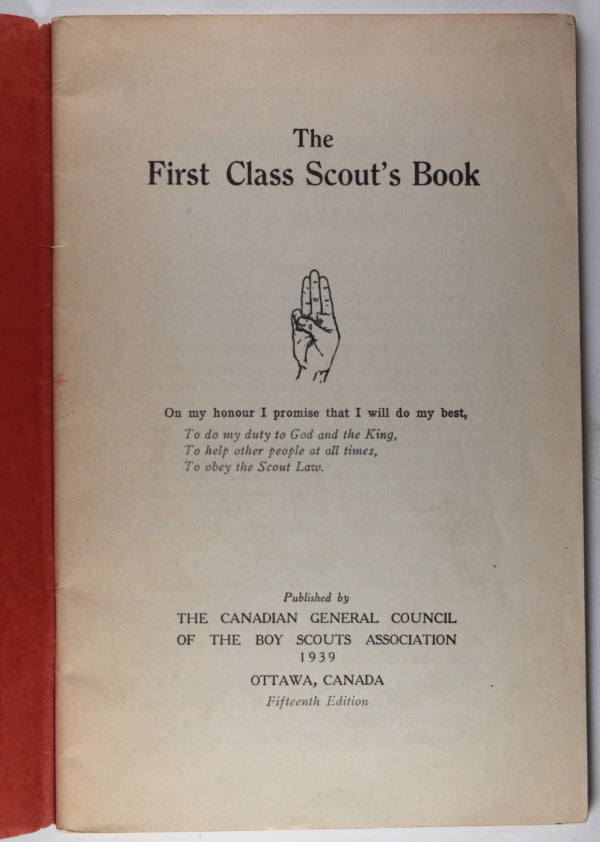 The
First Class Scout's Book
On my honour I promise that I will do my best,
To do my duty to God and the King,
To help other people at all times,
To obey the Scout Law.
Published by
THE CANADIAN GENERAL COUNCIL
OF THE BOY SCOUTS ASSOCIATION
1939
OTTAWA, CANADA
Fifteenth Edition